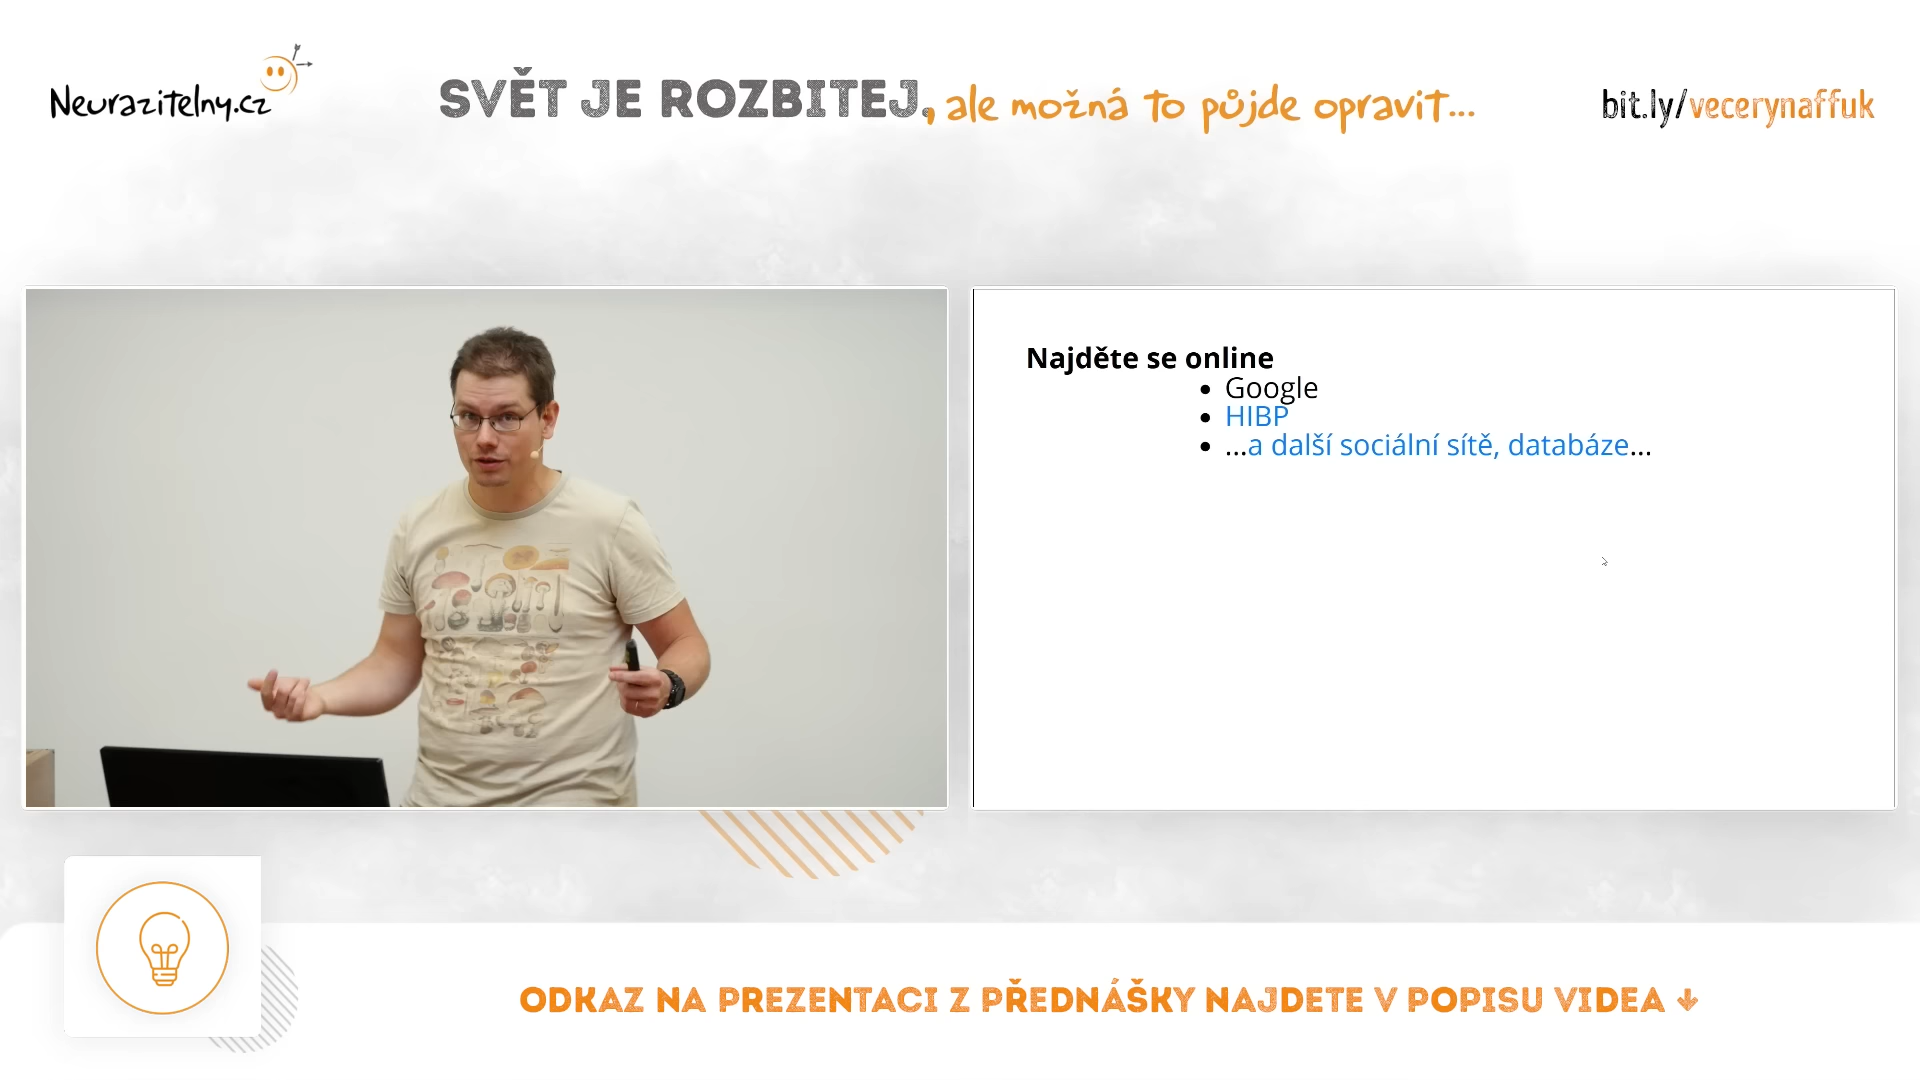 Neurazitelny.cz
SVĚT JE ROZBITEJ, ale možná to půjde opravit...
bit.ly/vecerynaffuk
Najděte se online
• Google
• HIBP
• ...a další sociální sítě, databáze...
ODKAZ NA PREZENTACI Z PŘEDNÁŠKY NAJDETE V POPISU VIDEA ↓